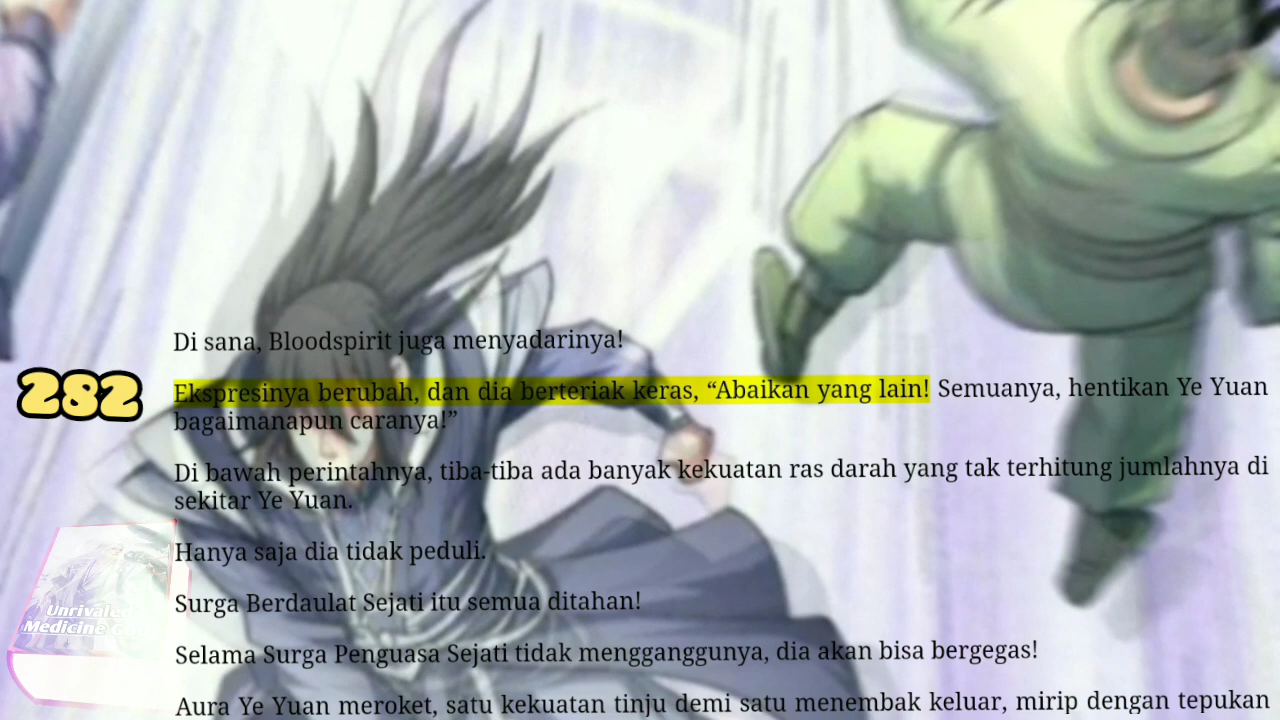 Di sana, Bloodspirit juga menyadarinya!
282
Ekspresinya berubah, dan dia berteriak keras, “Abaikan yang lain! Semuanya, hentikan Ye Yuan
bagaimanapun caranya!”
Di bawah perintahnya, tiba-tiba ada banyak kekuatan ras darah yang tak terhitung jumlahnya di
sekitar Ye Yuan.
Hanya saja dia tidak peduli.
Surga Berdaulat Sejati itu semua ditahan!
Unrivaled
Medicine
Selama Surga Penguasa Sejati tidak mengganggunya, dia akan bisa bergegas!
Aura Ye Yuan meroket, satu kekuatan tinju demi satu menembak keluar, mirip dengan tepukan